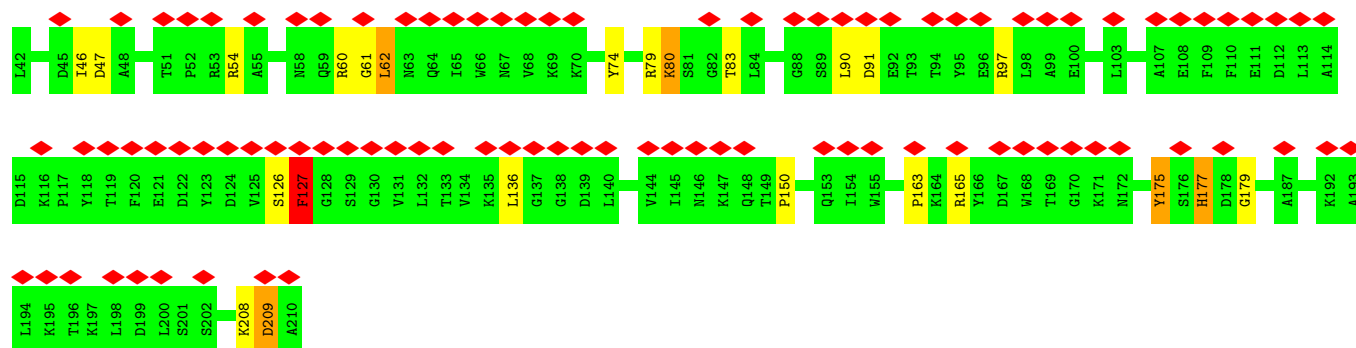 L42 D45 I46 D47 A48 T51 P52 R53 R54 A55 N58 Q59 R60 G61 L62 N63 Q64 I65 W66 N67 V68 K69 K70 Y74 R79 K80 S81 G82 T83 L84 G88 S89 L90 D91 E92 T93 T94 Y95 E96 R97 L98 A99 E100 L103 A107 E108 F109 F110 E111 D112 L113 A114
D115 K116 P117 Y118 T119 F120 E121 D122 Y123 D124 V125 S126 F127 G128 S129 G130 V131 L132 T133 V134 K135 L136 G137 G138 D139 L140 V144 I145 N146 K147 Q148 T149 P150 Q153 I154 W155 P163 K164 R165 Y166 D167 W168 T169 G170 K171 N172 Y175 S176 H177 D178 G179 A187 K192 A193
L194 K195 T196 K197 L198 D199 L200 S201 S202 K208 D209 A210